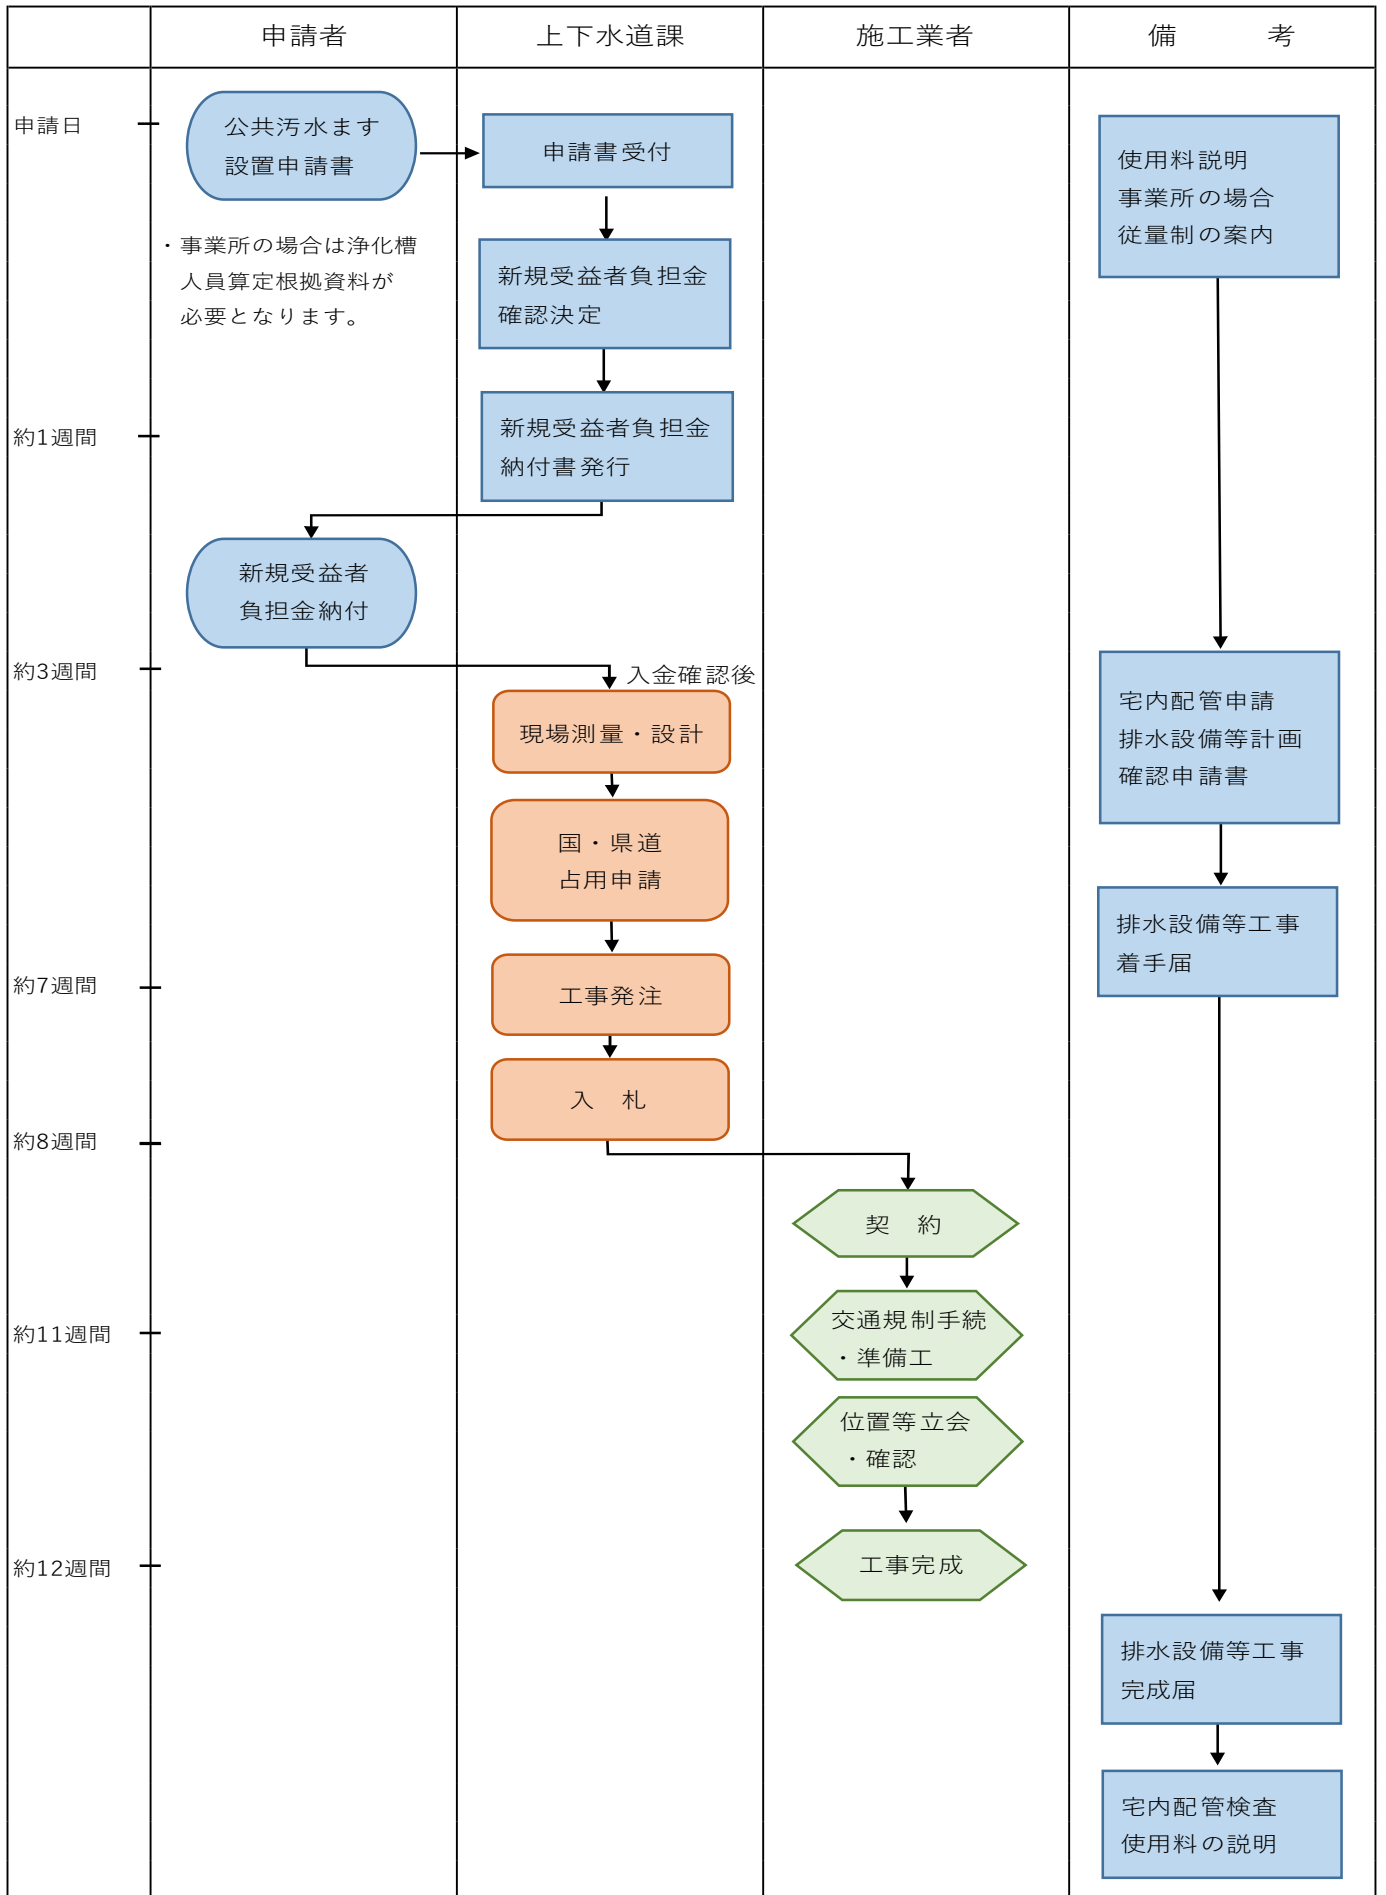 申請者
上下水道課
施工業者
備　　　考
申請日
公共汚水ます
設置申請書
申請書受付
使用料説明
事業所の場合
従量制の案内
・事業所の場合は浄化槽
人員算定根拠資料が
必要となります。
新規受益者負担金
確認決定
約1週間
新規受益者負担金
納付書発行
新規受益者
負担金納付
約3週間
入金確認後
現場測量・設計
宅内配管申請
排水設備等計画
確認申請書
国・県道
占用申請
排水設備等工事
着手届
約7週間
工事発注
入　札
約8週間
契　約
約11週間
交通規制手続
・準備工
位置等立会
・確認
約12週間
工事完成
排水設備等工事
完成届
宅内配管検査
使用料の説明